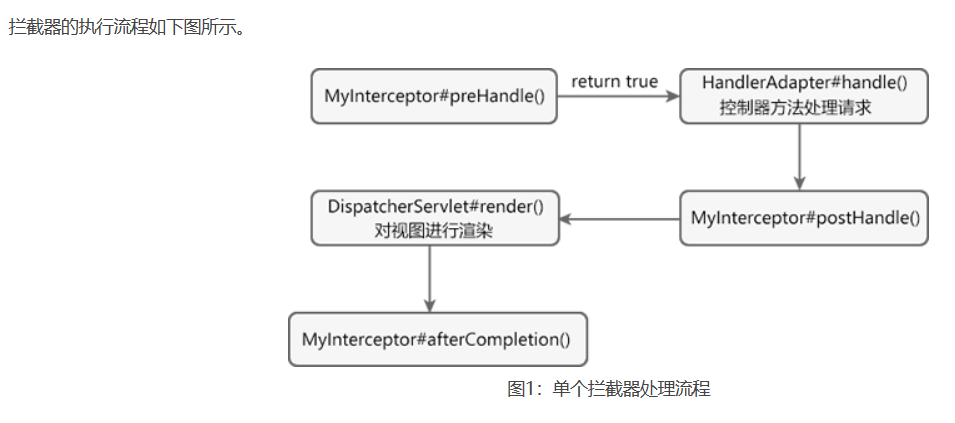 拦截器的执行流程如下图所示。
MyInterceptor#preHandle()
return true
HandlerAdapter#handle()
控制器方法处理请求
MyInterceptor#postHandle()
DispatcherServlet#render()
对视图进行渲染
MyInterceptor#afterCompletion()
图1：单个拦截器处理流程